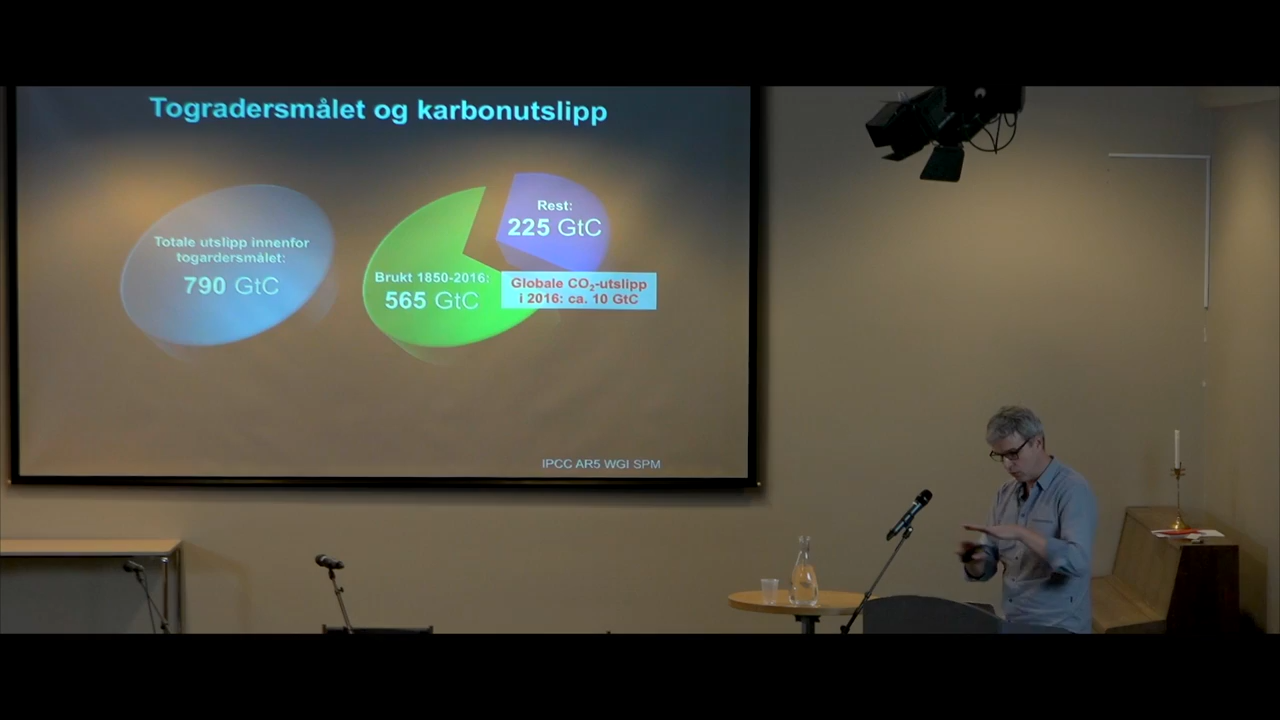 Togradersmålet og karbonutslipp
Totale utslipp innenfor
togardersmålet:
790 GtC
Rest:
225 GtC
Brukt 1850-2016:
565 GtC
Globale CO₂-utslipp
i 2016: ca. 10 GtC
IPCC AR5 WGI SPM